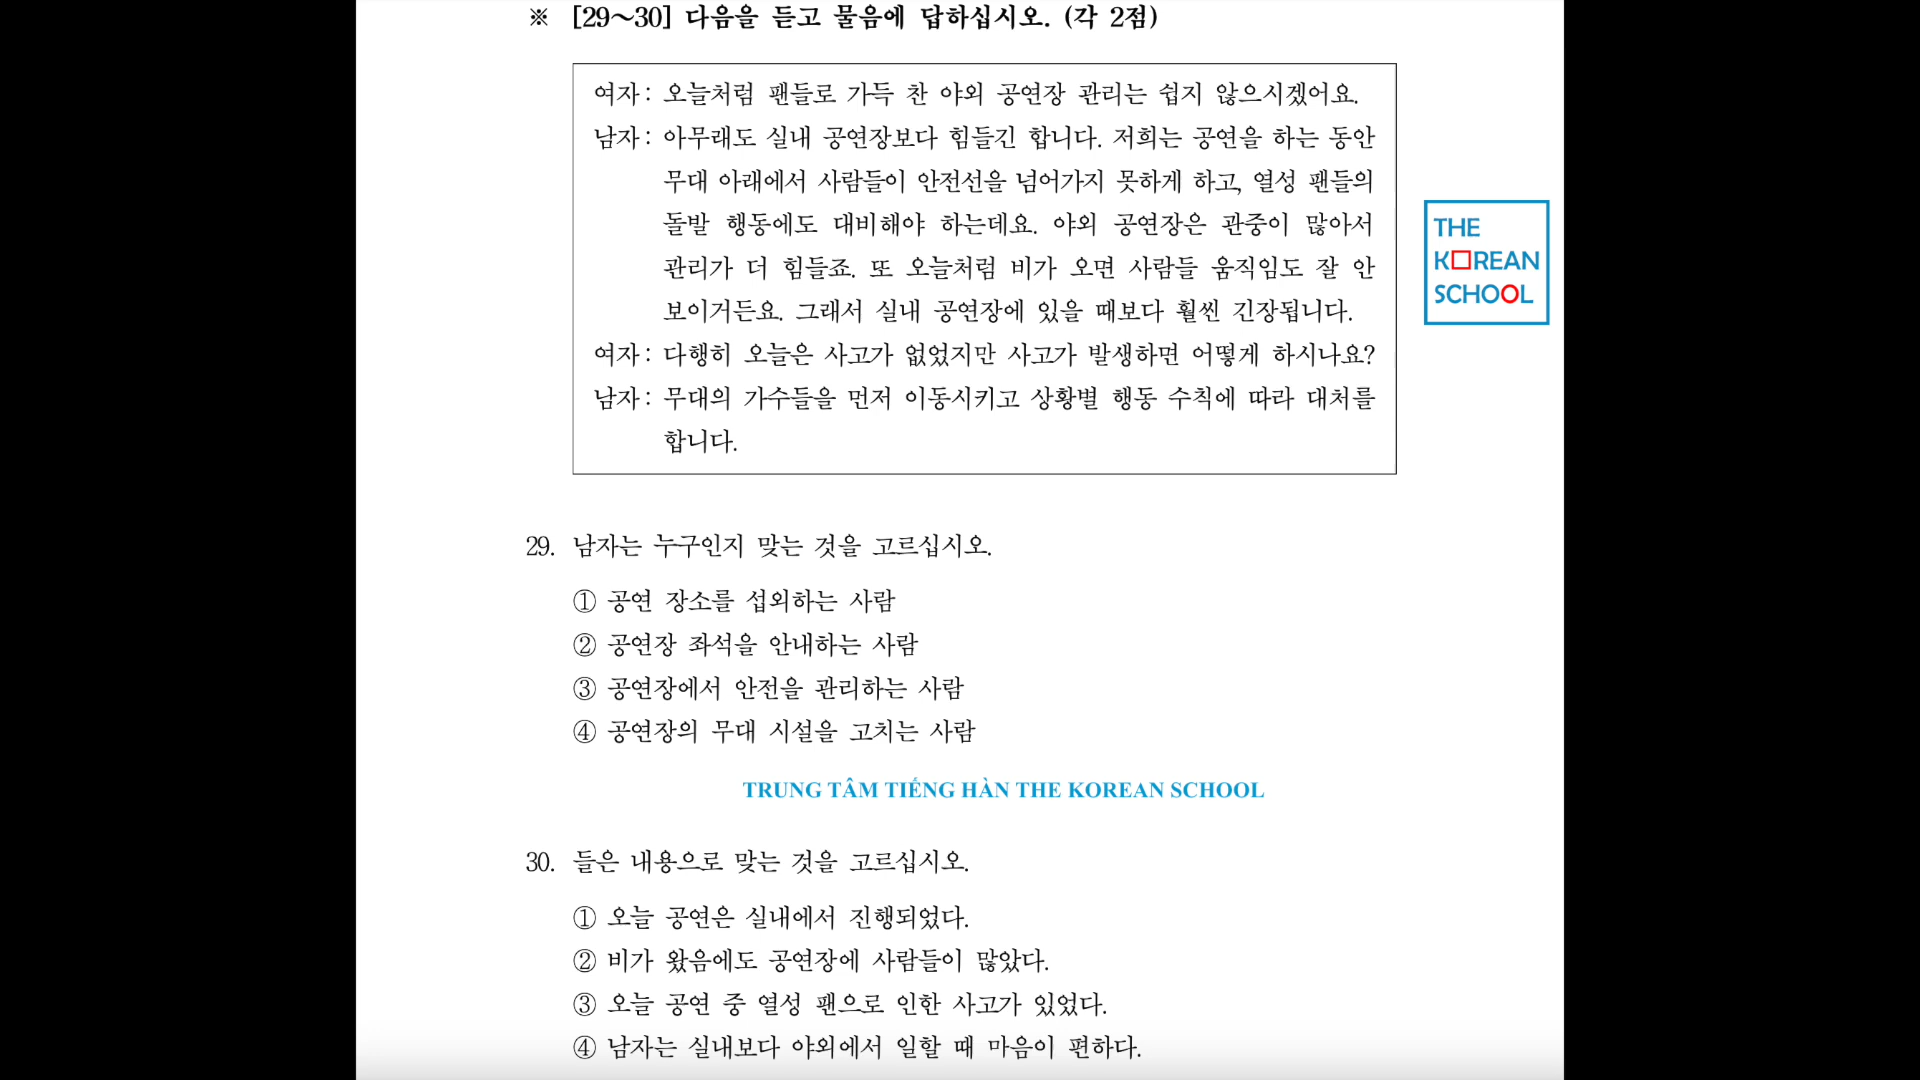 ※ [29～30] 다음을 듣고 물음에 답하십시오. (각 2점)
여자 : 오늘처럼 팬들로 가득 찬 야외 공연장 관리는 쉽지 않으시겠어요.
남자 : 아무래도 실내 공연장보다 힘들긴 합니다. 저희는 공연을 하는 동안
무대 아래에서 사람들이 안전선을 넘어가지 못하게 하고, 열성 팬들의
돌발 행동에도 대비해야 하는데요. 야외 공연장은 관중이 많아서
관리가 더 힘들죠. 또 오늘처럼 비가 오면 사람들 움직임도 잘 안
보이거든요. 그래서 실내 공연장에 있을 때보다 훨씬 긴장됩니다.
여자 : 다행히 오늘은 사고가 없었지만 사고가 발생하면 어떻게 하시나요?
남자 : 무대의 가수들을 먼저 이동시키고 상황별 행동 수칙에 따라 대처를
합니다.
THE
KOREAN
SCHOOL
29. 남자는 누구인지 맞는 것을 고르십시오.
① 공연 장소를 섭외하는 사람
② 공연장 좌석을 안내하는 사람
③ 공연장에서 안전을 관리하는 사람
④ 공연장의 무대 시설을 고치는 사람
TRUNG TÂM TIẾNG HÀN THE KOREAN SCHOOL
30. 들은 내용으로 맞는 것을 고르십시오.
① 오늘 공연은 실내에서 진행되었다.
② 비가 왔음에도 공연장에 사람들이 많았다.
③ 오늘 공연 중 열성 팬으로 인한 사고가 있었다.
④ 남자는 실내보다 야외에서 일할 때 마음이 편하다.